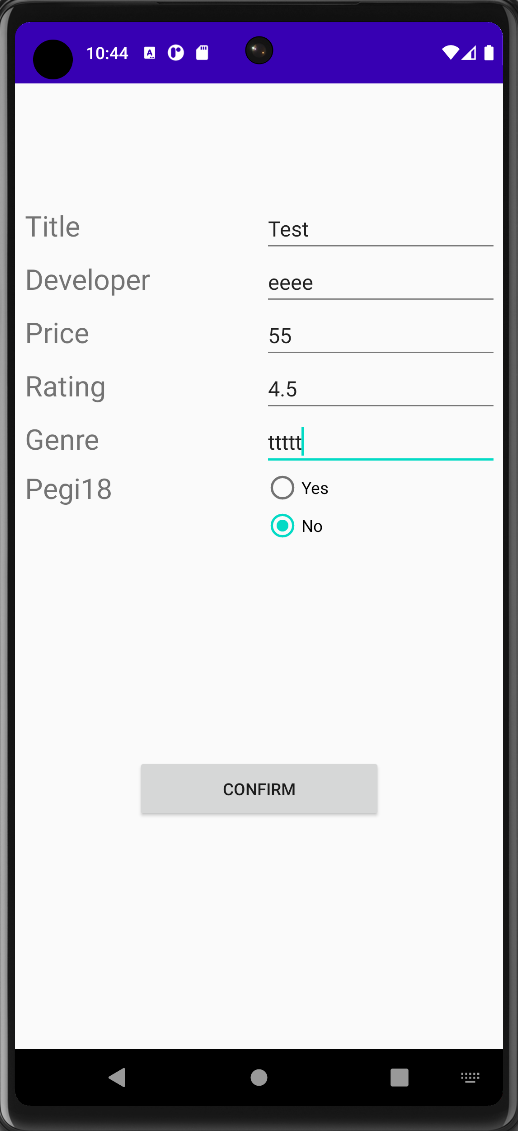 10:44
Title Test
Developer eeee
Price 55
Rating 4.5
Genre ttttt
Pegi18 Yes
No
CONFIRM